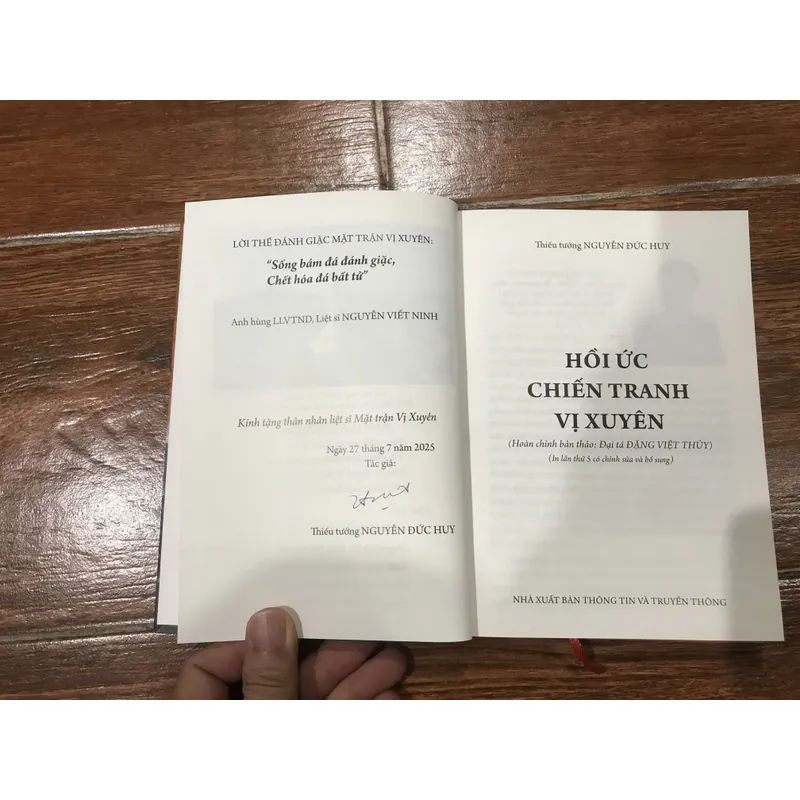 LỜI THỀ ĐÁNH GIẶC MẶT TRẬN VỊ XUYÊN:
“Sống bám đá đánh giặc,
Chết hóa đá bất tử”
Anh hùng LLVTND, Liệt sĩ NGUYỄN VIẾT NINH
Kính tặng thân nhân liệt sĩ Mặt trận Vị Xuyên
Ngày 27 tháng 7 năm 2025
Tác giả:
Thiếu tướng NGUYỄN ĐỨC HUY
Thiếu tướng NGUYỄN ĐỨC HUY
HỒI ỨC
CHIẾN TRANH
VỊ XUYÊN
(Hoàn chỉnh bản thảo: Đại tá ĐẶNG VIỆT THỦY)
(In lần thứ 5 có chỉnh sửa và bổ sung)
NHÀ XUẤT BẢN THÔNG TIN VÀ TRUYỀN THÔNG